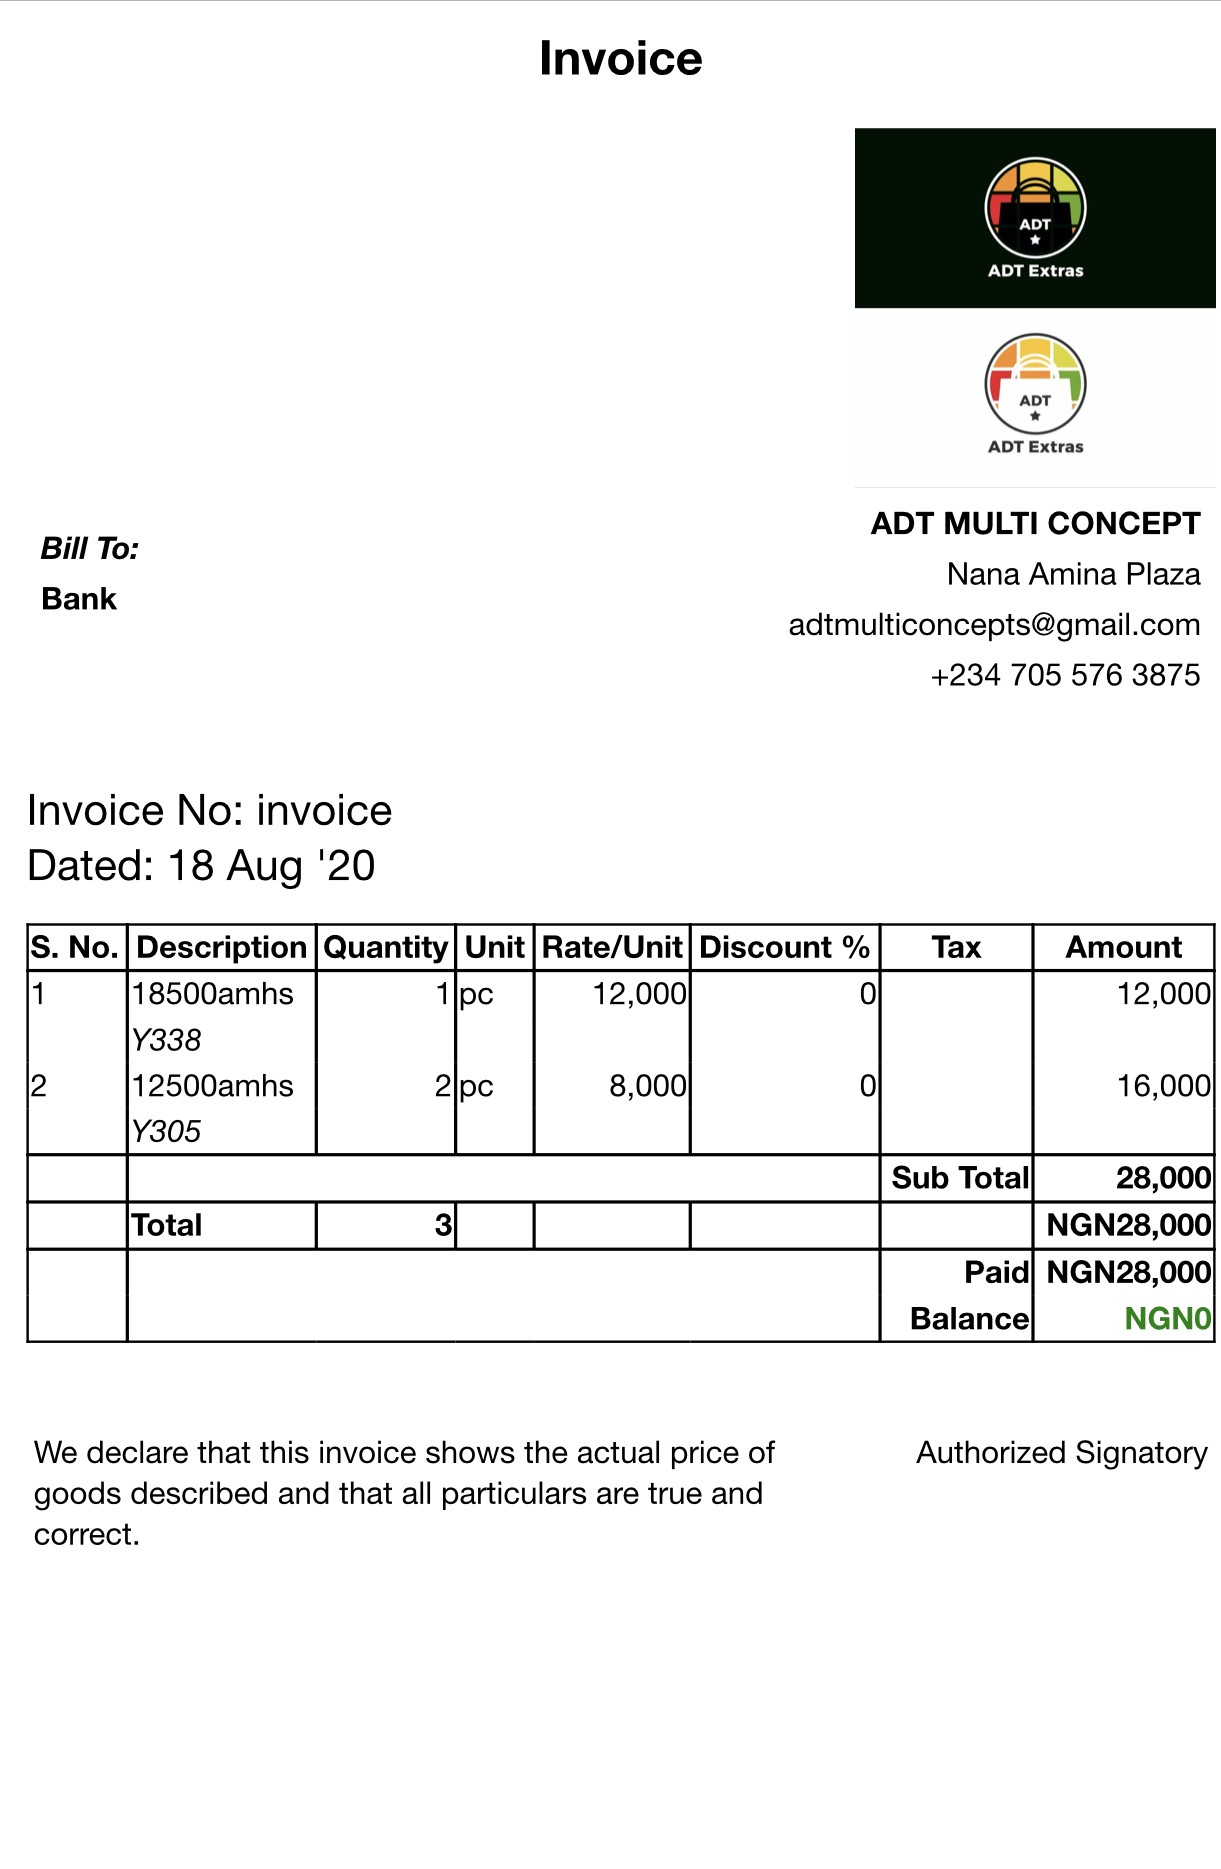 Invoice
ADT
ADT Extras
ADT
ADT Extras
ADT MULTI CONCEPT
Nana Amina Plaza
adtmulticoncepts@gmail.com
+234 705 576 3875
Bill To:
Bank
Invoice No: invoice
Dated: 18 Aug '20
S. No. Description Quantity Unit Rate/Unit Discount % Tax Amount
1 18500amhs 1 pc 12,000 0 12,000
Y338
2 12500amhs 2 pc 8,000 0 16,000
Y305
Sub Total 28,000
Total 3 NGN28,000
Paid NGN28,000
Balance NGN0
We declare that this invoice shows the actual price of
goods described and that all particulars are true and
correct.
Authorized Signatory